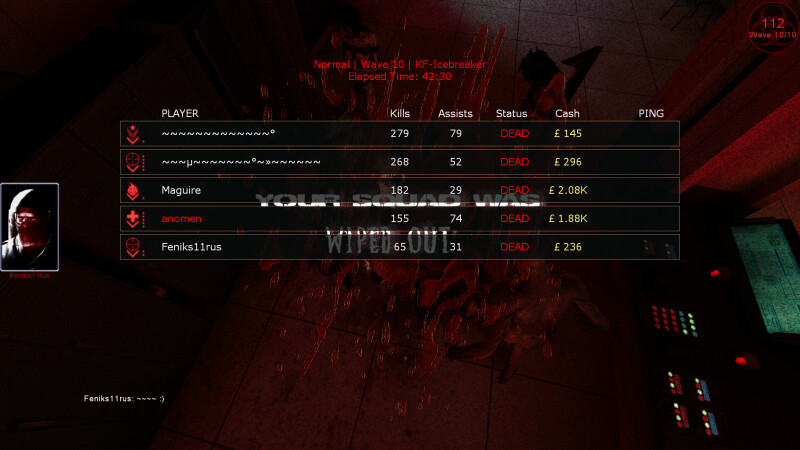 112
Wave 10/10
Normal | Wave 10 | KF-Icebreaker
Elapsed Time: 42:30
PLAYER Kills Assists Status Cash PING
~~~~~~~~~~~~~° 279 79 DEAD £ 145
~~~µ~~~~~~~°~»~~~~~~ 268 52 DEAD £ 296
Maguire 182 29 DEAD £ 2.08K
YOUR SQUAD WAS
anomen 155 74 DEAD £ 1.88K
WIPED OUT.
Feniks11rus 65 31 DEAD £ 236
Feniks11rus
Feniks11rus: ~~~~ :)